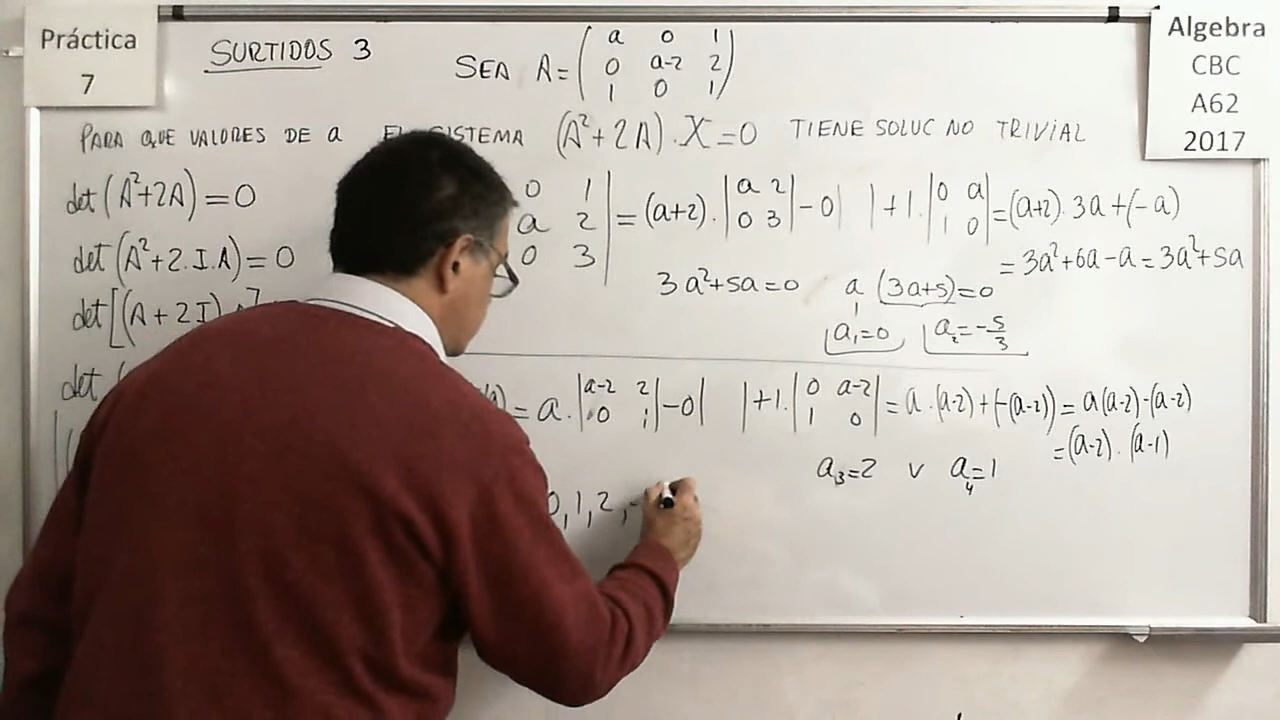 Práctica
7
SURTIDOS 3
SEA A = ( a 0 1
0 a-2 2
1 0 1 )
Algebra
CBC
A62
2017
PARA QUE VALORES DE a EL SISTEMA (A²+2A).X=0 TIENE SOLUC NO TRIVIAL
det(A²+2A)=0
0 1
a 2
0 3 | = (a+2). |a 2
0 3| -0| |+1. |0 a
1 0| =(a+2).3a+(-a)
= 3a²+6a-a=3a²+5a
det(A²+2.I.A)=0
3a²+5a=0 a (3a+5)=0
det[(A+2I)
a₁=0 a₂=-5/3
det
=a. |a-2 2
0 1| -0| |+1. |0 a-2
1 0| =a.(a-2)+(-(a-2))=a(a-2)-(a-2)
=(a-2).(a-1)
a₃=2 v a₄=1
0,1,2,-